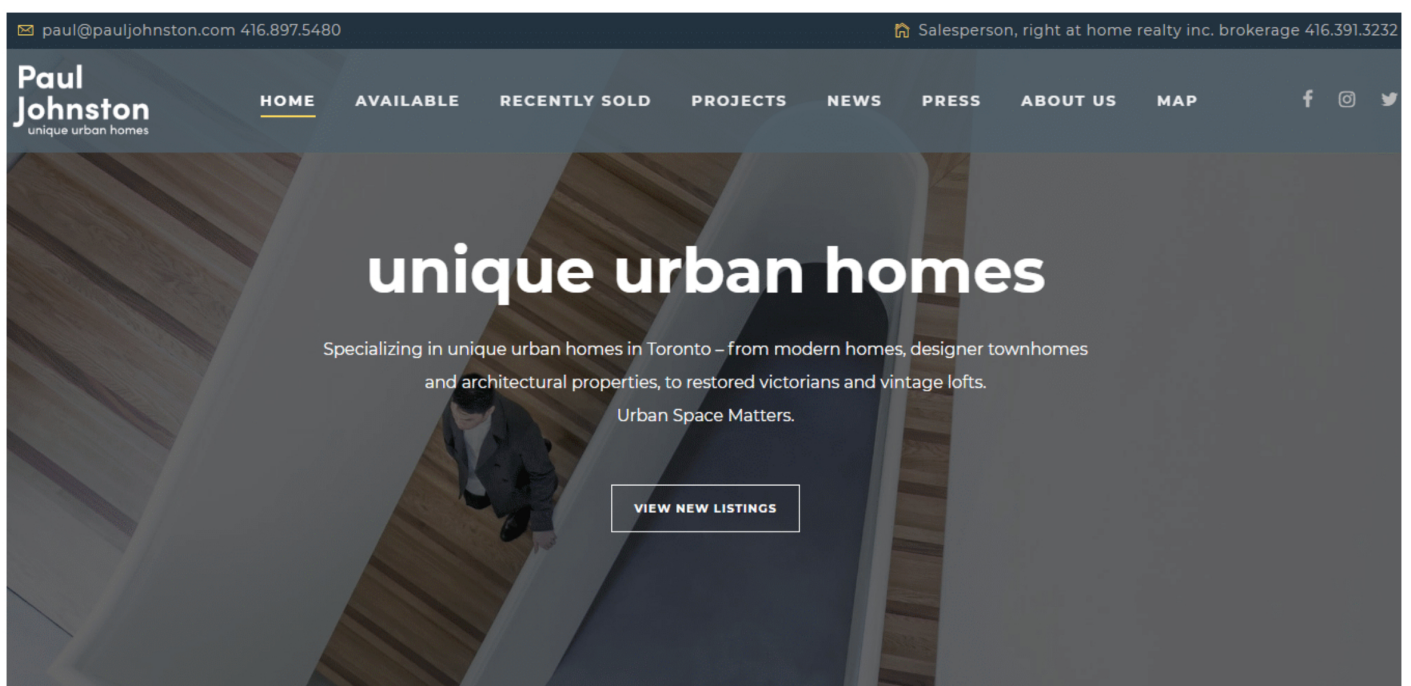 paul@pauljohnston.com 416.897.5480
Salesperson, right at home realty inc. brokerage 416.391.3232
Paul
Johnston
unique urban homes
HOME AVAILABLE RECENTLY SOLD PROJECTS NEWS PRESS ABOUT US MAP
unique urban homes
Specializing in unique urban homes in Toronto – from modern homes, designer townhomes
and architectural properties, to restored victorians and vintage lofts.
Urban Space Matters.
VIEW NEW LISTINGS